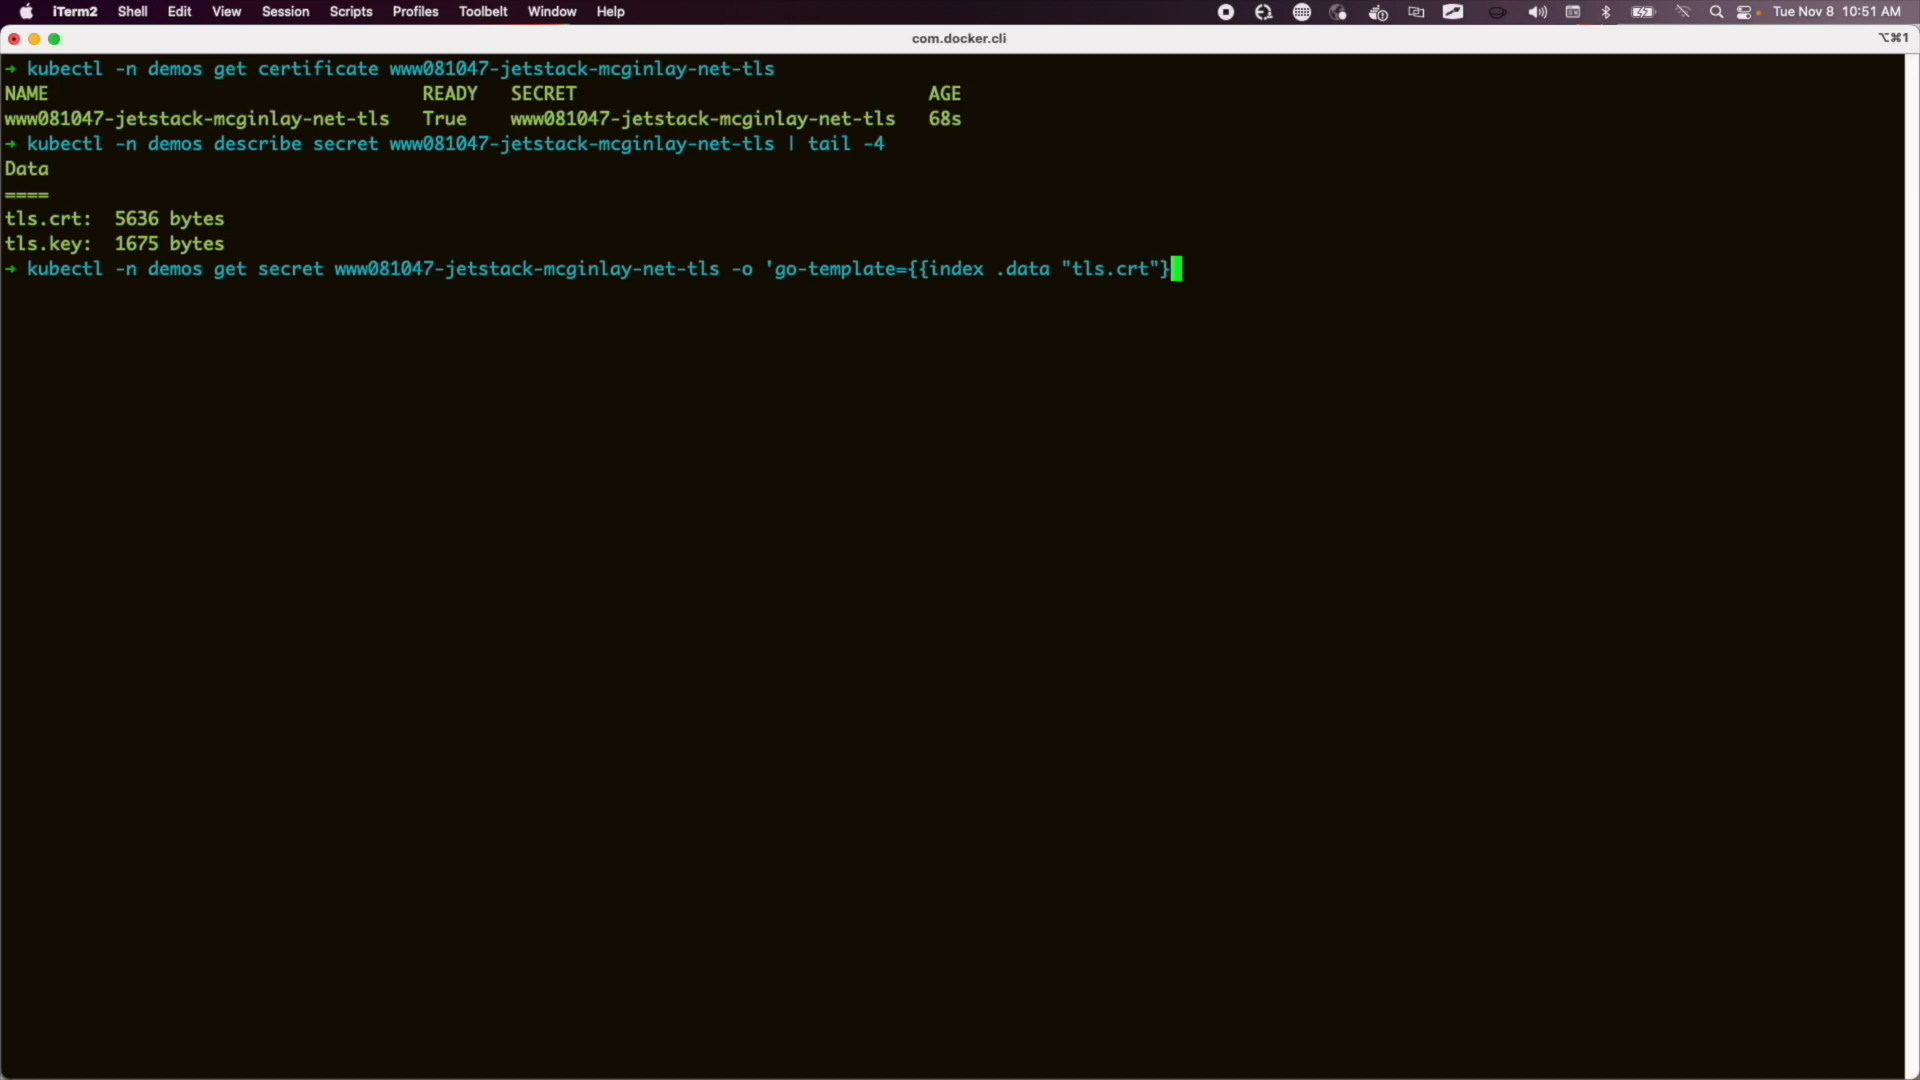 iTerm2 Shell Edit View Session Scripts Profiles Toolbelt Window Help Tue Nov 8 10:51 AM
com.docker.cli ⌥⌘1
→ kubectl -n demos get certificate www081047-jetstack-mcginlay-net-tls
NAME READY SECRET AGE
www081047-jetstack-mcginlay-net-tls True www081047-jetstack-mcginlay-net-tls 68s
→ kubectl -n demos describe secret www081047-jetstack-mcginlay-net-tls | tail -4
Data
====
tls.crt: 5636 bytes
tls.key: 1675 bytes
→ kubectl -n demos get secret www081047-jetstack-mcginlay-net-tls -o 'go-template={{index .data "tls.crt"}